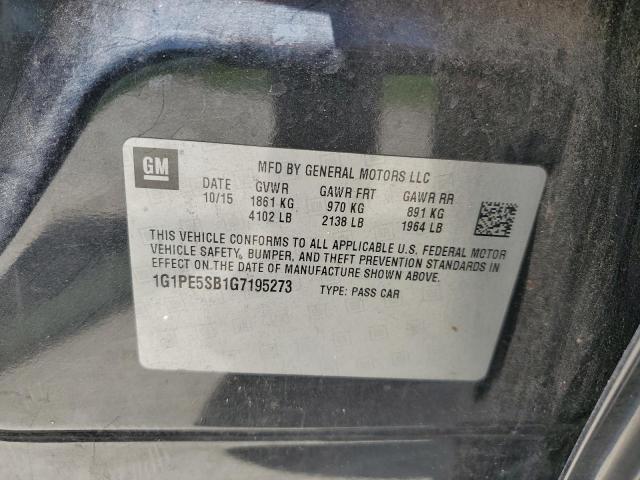 GM
MFD BY GENERAL MOTORS LLC
DATE GVWR GAWR FRT GAWR RR
10/15 1861 KG 970 KG 891 KG
4102 LB 2138 LB 1964 LB
THIS VEHICLE CONFORMS TO ALL APPLICABLE U.S. FEDERAL MOTOR
VEHICLE SAFETY, BUMPER, AND THEFT PREVENTION STANDARDS IN
EFFECT ON THE DATE OF MANUFACTURE SHOWN ABOVE.
1G1PE5SB1G7195273 TYPE: PASS CAR